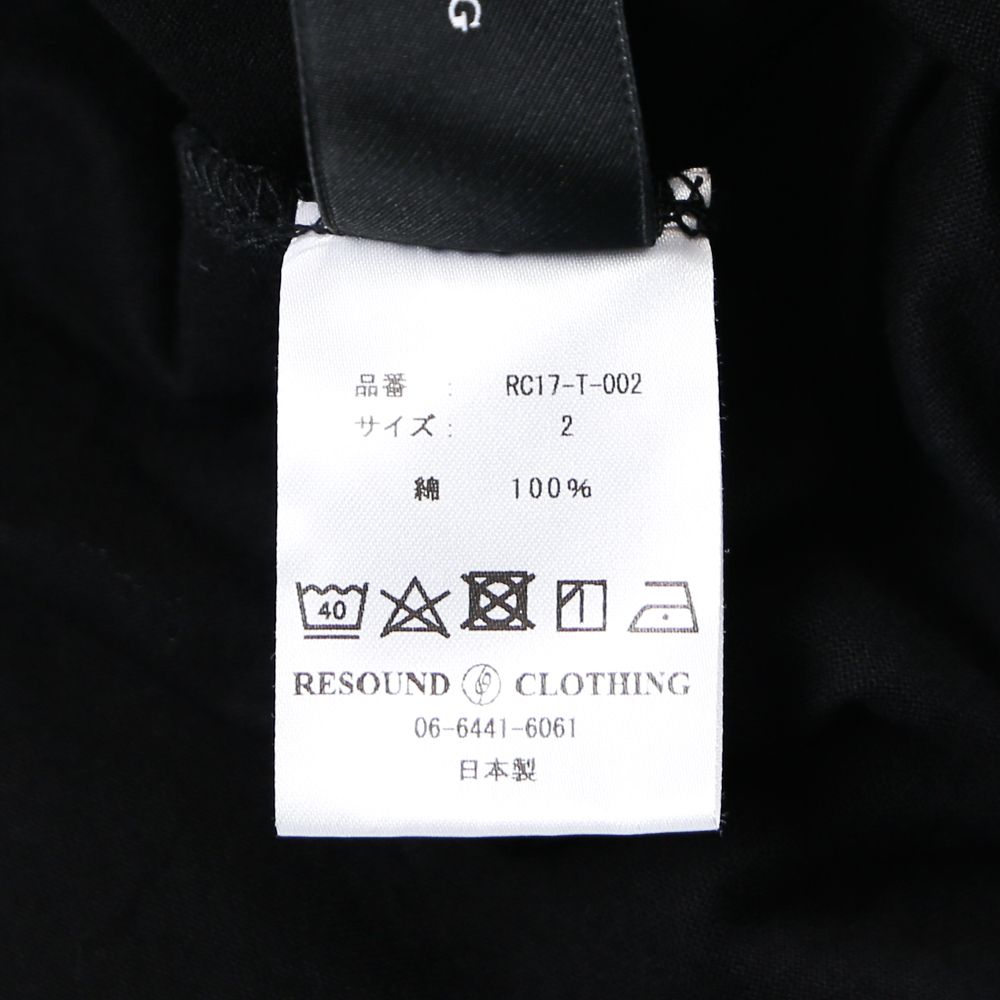 G
品番 : RC17-T-002
サイズ : 2
綿 100%
40
RESOUND CLOTHING
06-6441-6061
日本製